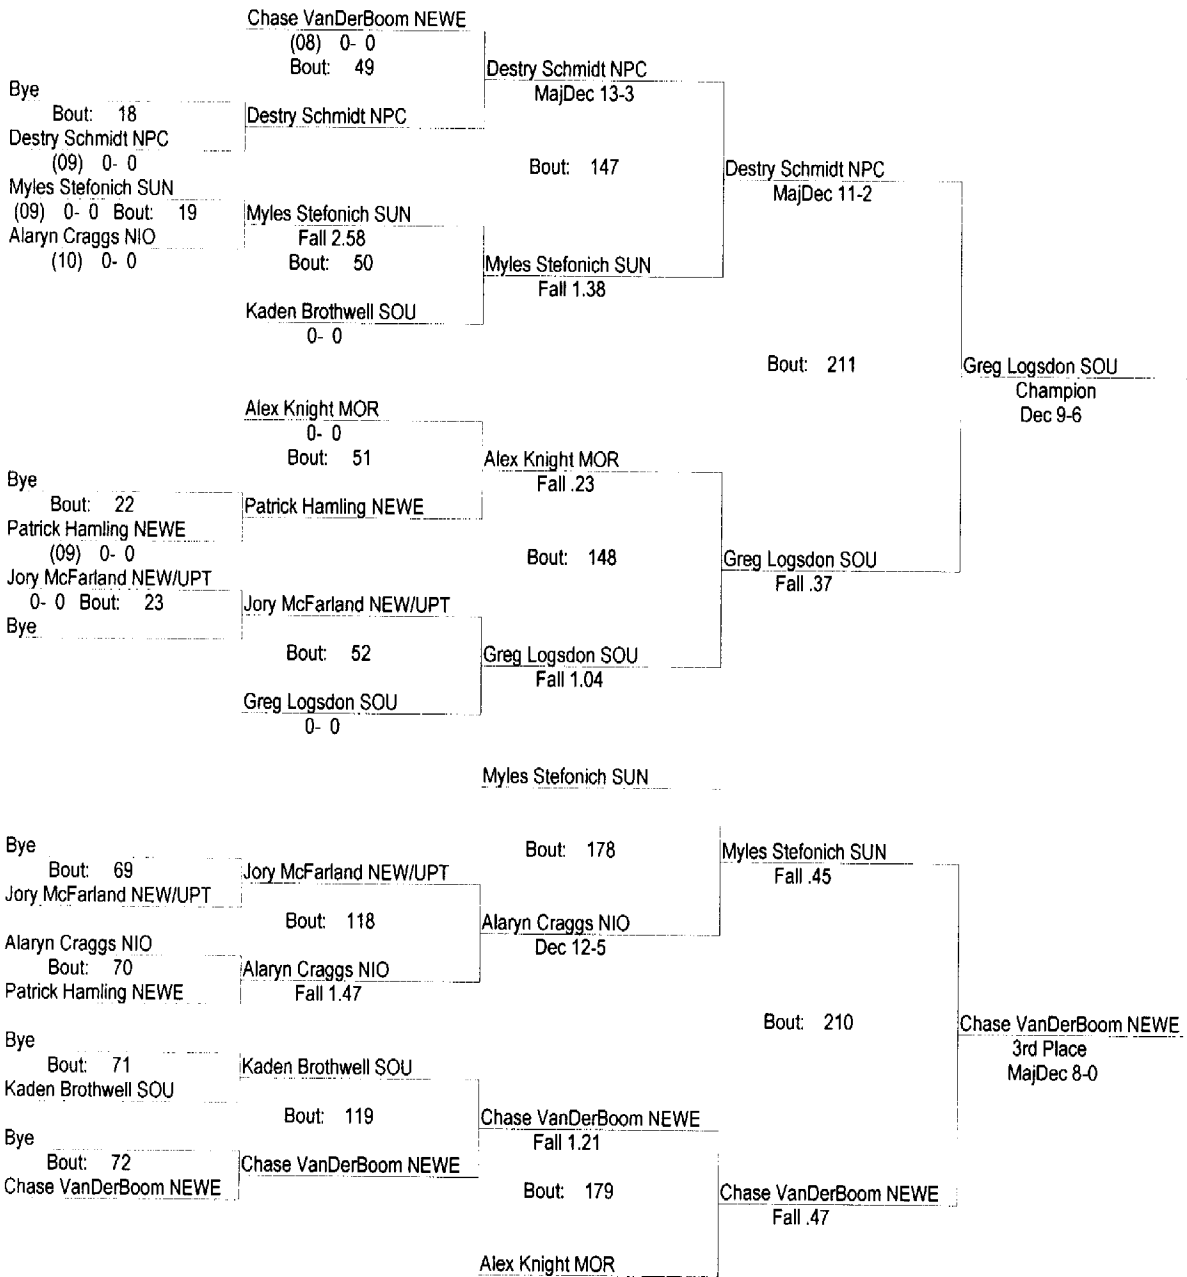 Chase VanDerBoom NEWE
(08) 0- 0
Bout: 49
Destry Schmidt NPC
MajDec 13-3
Bye
Bout: 18
Destry Schmidt NPC
Destry Schmidt NPC
(09) 0- 0
Bout: 147
Destry Schmidt NPC
MajDec 11-2
Myles Stefonich SUN
(09) 0- 0 Bout: 19
Myles Stefonich SUN
Alaryn Craggs NIO
Fall 2.58
(10) 0- 0
Bout: 50
Myles Stefonich SUN
Fall 1.38
Kaden Brothwell SOU
0- 0
Bout: 211
Greg Logsdon SOU
Champion
Dec 9-6
Alex Knight MOR
0- 0
Bout: 51
Alex Knight MOR
Fall .23
Bye
Bout: 22
Patrick Hamling NEWE
Patrick Hamling NEWE
(09) 0- 0
Bout: 148
Greg Logsdon SOU
Fall .37
Jory McFarland NEW/UPT
0- 0 Bout: 23
Jory McFarland NEW/UPT
Bye
Bout: 52
Greg Logsdon SOU
Fall 1.04
Greg Logsdon SOU
0- 0
Myles Stefonich SUN
Bye
Bout: 178
Myles Stefonich SUN
Fall .45
Bout: 69
Jory McFarland NEW/UPT
Jory McFarland NEW/UPT
Bout: 118
Alaryn Craggs NIO
Dec 12-5
Alaryn Craggs NIO
Bout: 70
Alaryn Craggs NIO
Patrick Hamling NEWE
Fall 1.47
Bout: 210
Chase VanDerBoom NEWE
3rd Place
MajDec 8-0
Bye
Bout: 71
Kaden Brothwell SOU
Kaden Brothwell SOU
Bout: 119
Chase VanDerBoom NEWE
Fall 1.21
Bye
Bout: 72
Chase VanDerBoom NEWE
Chase VanDerBoom NEWE
Bout: 179
Chase VanDerBoom NEWE
Fall .47
Alex Knight MOR